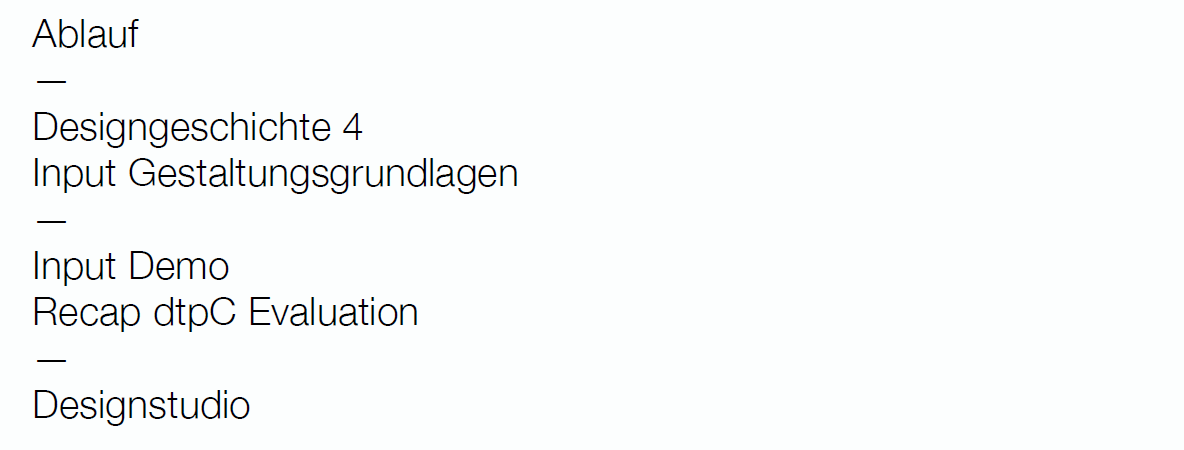 Ablauf
—
Designgeschichte 4
Input Gestaltungsgrundlagen
—
Input Demo
Recap dtpC Evaluation
—
Designstudio